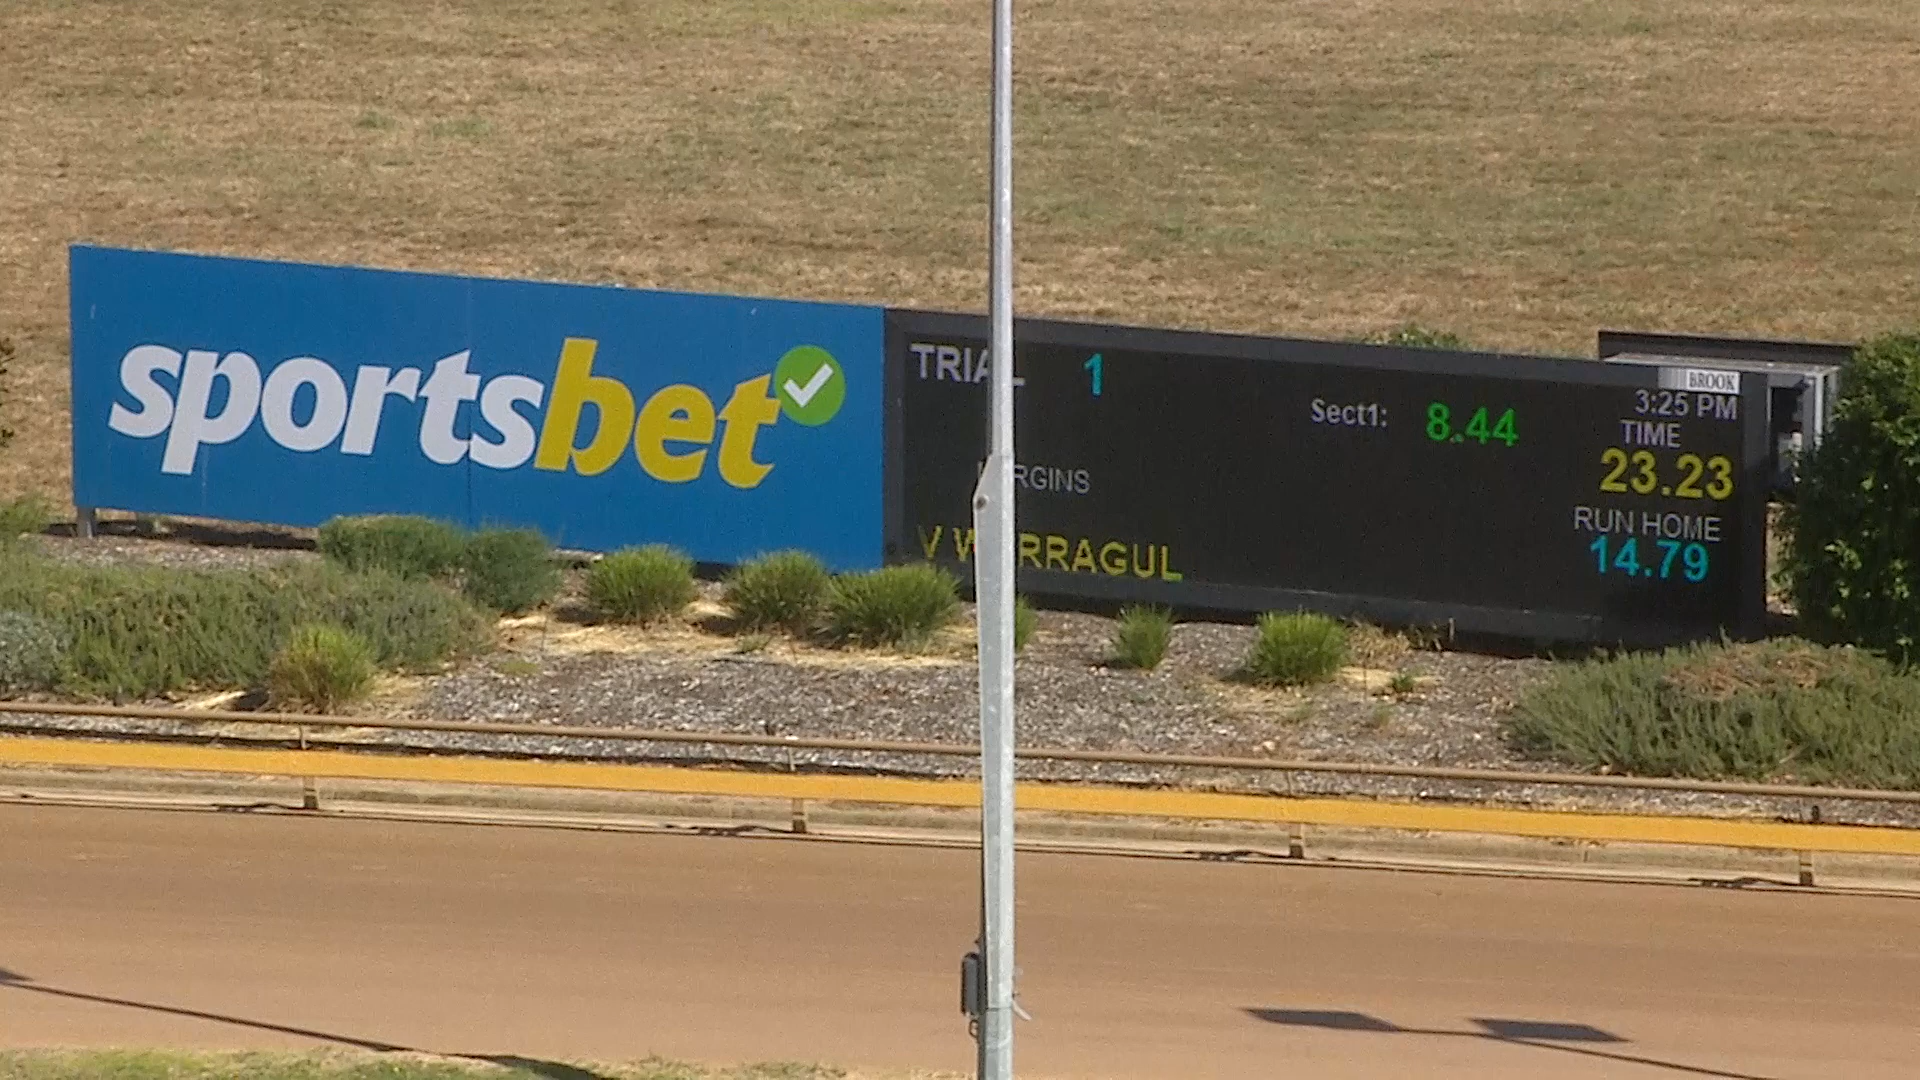 sportsbet
TRIAL 1
BROOK
3:25 PM
Sect1: 8.44
TIME
23.23
RGINS
RUN HOME
14.79
V W RRAGUL